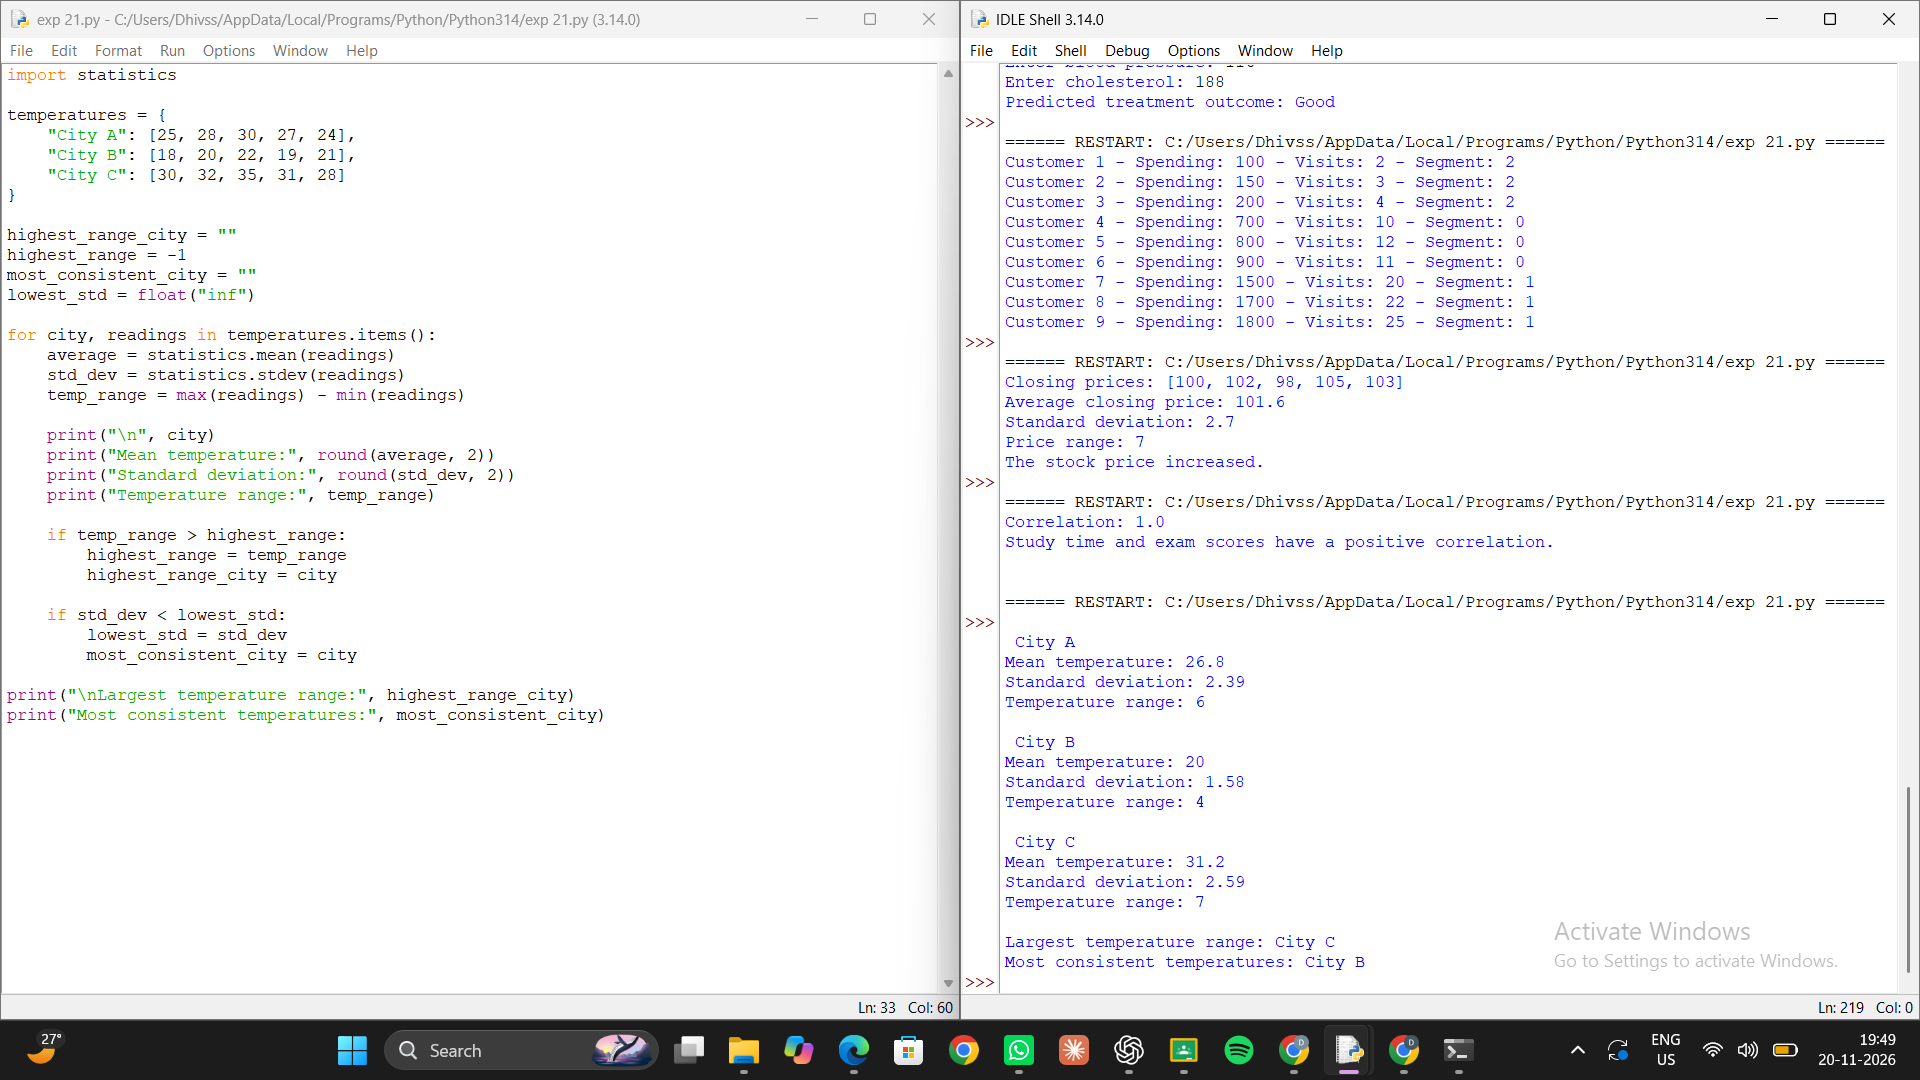 exp 21.py - C:/Users/Dhivss/AppData/Local/Programs/Python/Python314/exp 21.py (3.14.0)
File Edit Format Run Options Window Help
import statistics
temperatures = {
    "City A": [25, 28, 30, 27, 24],
    "City B": [18, 20, 22, 19, 21],
    "City C": [30, 32, 35, 31, 28]
}
highest_range_city = ""
highest_range = -1
most_consistent_city = ""
lowest_std = float("inf")
for city, readings in temperatures.items():
    average = statistics.mean(readings)
    std_dev = statistics.stdev(readings)
    temp_range = max(readings) - min(readings)
    print("\n", city)
    print("Mean temperature:", round(average, 2))
    print("Standard deviation:", round(std_dev, 2))
    print("Temperature range:", temp_range)
    if temp_range > highest_range:
        highest_range = temp_range
        highest_range_city = city
    if std_dev < lowest_std:
        lowest_std = std_dev
        most_consistent_city = city
print("\nLargest temperature range:", highest_range_city)
print("Most consistent temperatures:", most_consistent_city)
Ln: 33 Col: 60
IDLE Shell 3.14.0
File Edit Shell Debug Options Window Help
Enter cholesterol: 188
Predicted treatment outcome: Good
>>>
====== RESTART: C:/Users/Dhivss/AppData/Local/Programs/Python/Python314/exp 21.py ======
Customer 1 - Spending: 100 - Visits: 2 - Segment: 2
Customer 2 - Spending: 150 - Visits: 3 - Segment: 2
Customer 3 - Spending: 200 - Visits: 4 - Segment: 2
Customer 4 - Spending: 700 - Visits: 10 - Segment: 0
Customer 5 - Spending: 800 - Visits: 12 - Segment: 0
Customer 6 - Spending: 900 - Visits: 11 - Segment: 0
Customer 7 - Spending: 1500 - Visits: 20 - Segment: 1
Customer 8 - Spending: 1700 - Visits: 22 - Segment: 1
Customer 9 - Spending: 1800 - Visits: 25 - Segment: 1
>>>
====== RESTART: C:/Users/Dhivss/AppData/Local/Programs/Python/Python314/exp 21.py ======
Closing prices: [100, 102, 98, 105, 103]
Average closing price: 101.6
Standard deviation: 2.7
Price range: 7
The stock price increased.
>>>
====== RESTART: C:/Users/Dhivss/AppData/Local/Programs/Python/Python314/exp 21.py ======
Correlation: 1.0
Study time and exam scores have a positive correlation.
====== RESTART: C:/Users/Dhivss/AppData/Local/Programs/Python/Python314/exp 21.py ======
>>>
City A
Mean temperature: 26.8
Standard deviation: 2.39
Temperature range: 6
City B
Mean temperature: 20
Standard deviation: 1.58
Temperature range: 4
City C
Mean temperature: 31.2
Standard deviation: 2.59
Temperature range: 7
Largest temperature range: City C
Most consistent temperatures: City B
>>>
Activate Windows
Go to Settings to activate Windows.
Ln: 219 Col: 0
27°
Search
ENG
US
19:49
20-11-2026